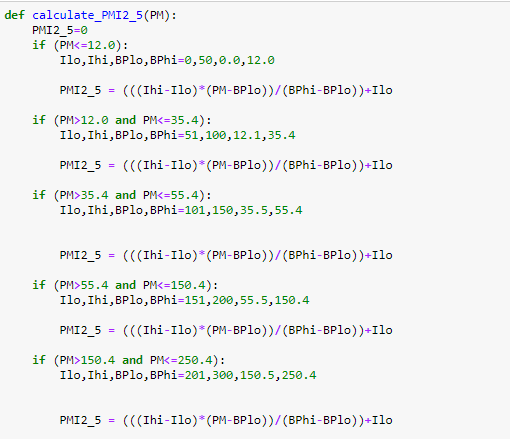 def calculate_PMI2_5(PM):
    PMI2_5=0
    if (PM<=12.0):
        Ilo,Ihi,BPlo,BPhi=0,50,0.0,12.0
        PMI2_5 = (((Ihi-Ilo)*(PM-BPlo))/(BPhi-BPlo))+Ilo
    if (PM>12.0 and PM<=35.4):
        Ilo,Ihi,BPlo,BPhi=51,100,12.1,35.4
        PMI2_5 = (((Ihi-Ilo)*(PM-BPlo))/(BPhi-BPlo))+Ilo
    if (PM>35.4 and PM<=55.4):
        Ilo,Ihi,BPlo,BPhi=101,150,35.5,55.4
        PMI2_5 = (((Ihi-Ilo)*(PM-BPlo))/(BPhi-BPlo))+Ilo
    if (PM>55.4 and PM<=150.4):
        Ilo,Ihi,BPlo,BPhi=151,200,55.5,150.4
        PMI2_5 = (((Ihi-Ilo)*(PM-BPlo))/(BPhi-BPlo))+Ilo
    if (PM>150.4 and PM<=250.4):
        Ilo,Ihi,BPlo,BPhi=201,300,150.5,250.4
        PMI2_5 = (((Ihi-Ilo)*(PM-BPlo))/(BPhi-BPlo))+Ilo